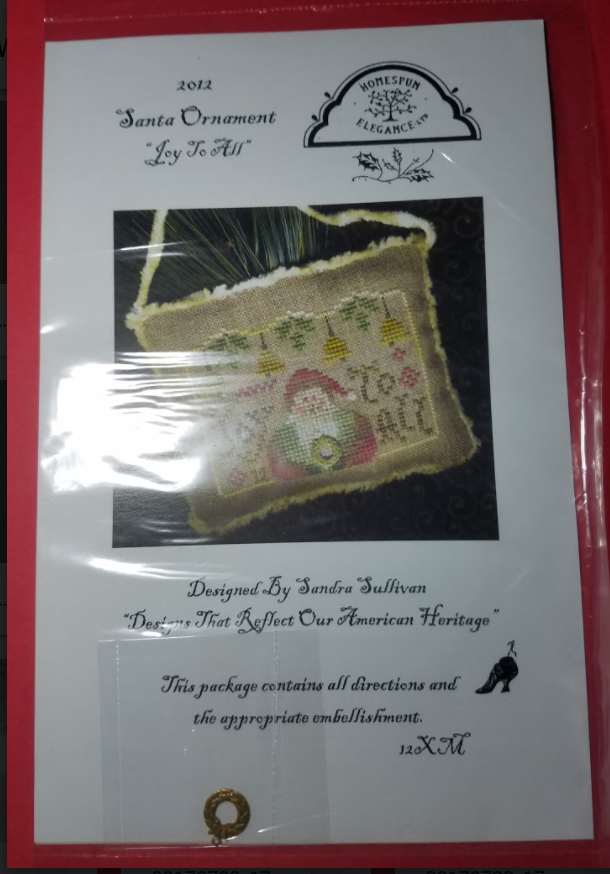 2012
Santa Ornament
"Joy To All"
HOMESPUN
ELEGANCE LTD
To
All
Designed By Sandra Sullivan
"Designs That Reflect Our American Heritage"
This package contains all directions and
the appropriate embellishment.
12XM